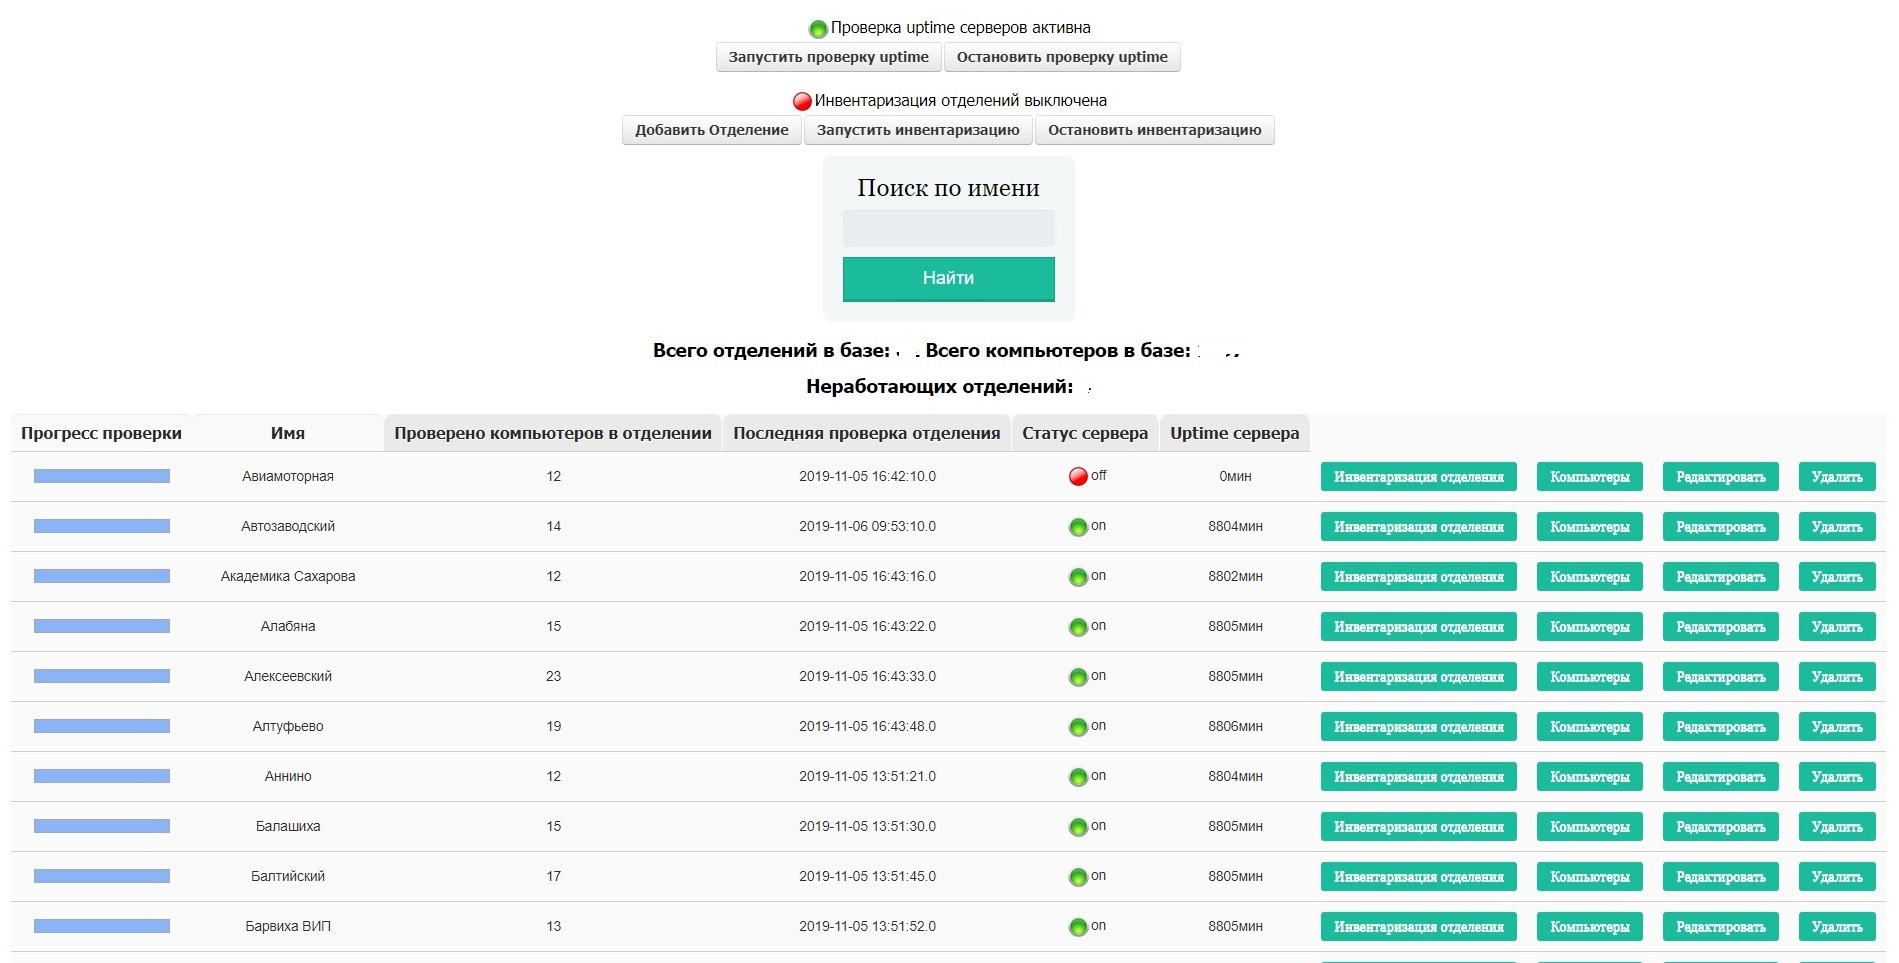 Проверка uptime серверов активна
Запустить проверку uptime Остановить проверку uptime
Инвентаризация отделений выключена
Добавить Отделение Запустить инвентаризацию Остановить инвентаризацию
Поиск по имени
Найти
Всего отделений в базе: Всего компьютеров в базе:
Неработающих отделений:
Прогресс проверки Имя Проверено компьютеров в отделении Последняя проверка отделения Статус сервера Uptime сервера
Авиамоторная 12 2019-11-05 16:42:10.0 off 0мин Инвентаризация отделения Компьютеры Редактировать Удалить
Автозаводский 14 2019-11-06 09:53:10.0 on 8804мин Инвентаризация отделения Компьютеры Редактировать Удалить
Академика Сахарова 12 2019-11-05 16:43:16.0 on 8802мин Инвентаризация отделения Компьютеры Редактировать Удалить
Алабяна 15 2019-11-05 16:43:22.0 on 8805мин Инвентаризация отделения Компьютеры Редактировать Удалить
Алексеевский 23 2019-11-05 16:43:33.0 on 8805мин Инвентаризация отделения Компьютеры Редактировать Удалить
Алтуфьево 19 2019-11-05 16:43:48.0 on 8806мин Инвентаризация отделения Компьютеры Редактировать Удалить
Аннино 12 2019-11-05 13:51:21.0 on 8804мин Инвентаризация отделения Компьютеры Редактировать Удалить
Балашиха 15 2019-11-05 13:51:30.0 on 8805мин Инвентаризация отделения Компьютеры Редактировать Удалить
Балтийский 17 2019-11-05 13:51:45.0 on 8805мин Инвентаризация отделения Компьютеры Редактировать Удалить
Барвиха ВИП 13 2019-11-05 13:51:52.0 on 8805мин Инвентаризация отделения Компьютеры Редактировать Удалить